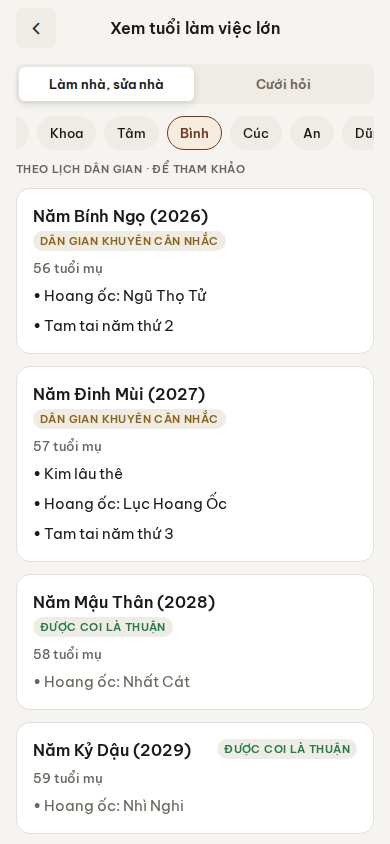 Xem tuổi làm việc lớn
Làm nhà, sửa nhà
Cưới hỏi
Khoa
Tâm
Bình
Cúc
An
THEO LỊCH DÂN GIAN · ĐỂ THAM KHẢO
Năm Bính Ngọ (2026)
DÂN GIAN KHUYÊN CÂN NHẮC
56 tuổi mụ
• Hoang ốc: Ngũ Thọ Tử
• Tam tai năm thứ 2
Năm Đinh Mùi (2027)
DÂN GIAN KHUYÊN CÂN NHẮC
57 tuổi mụ
• Kim lâu thê
• Hoang ốc: Lục Hoang Ốc
• Tam tai năm thứ 3
Năm Mậu Thân (2028)
ĐƯỢC COI LÀ THUẬN
58 tuổi mụ
• Hoang ốc: Nhất Cát
Năm Kỷ Dậu (2029)
ĐƯỢC COI LÀ THUẬN
59 tuổi mụ
• Hoang ốc: Nhì Nghi